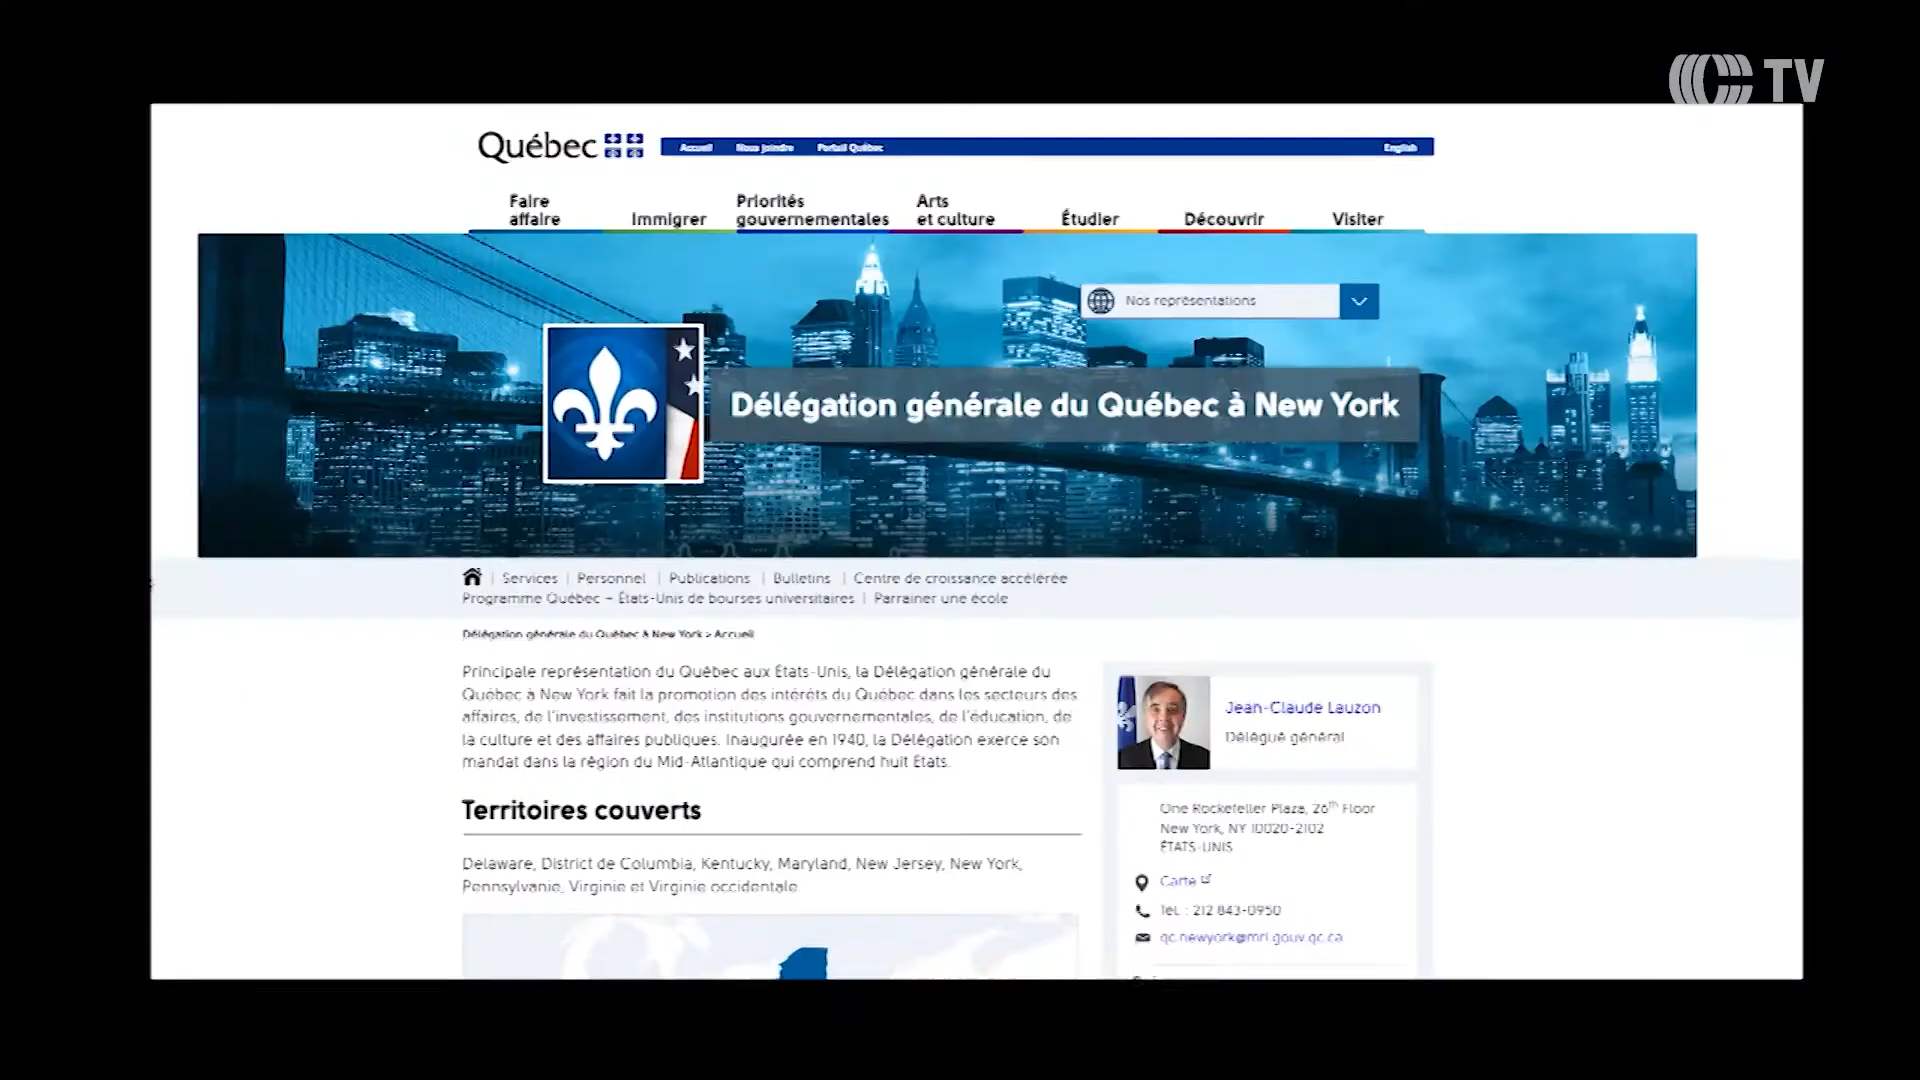 C TV
Québec
Accueil Nous joindre Portail Québec English
Faire affaire
Immigrer
Priorités gouvernementales
Arts et culture
Étudier
Découvrir
Visiter
Nos représentations
Délégation générale du Québec à New York
Services | Personnel | Publications | Bulletins | Centre de croissance accélérée
Programme Québec – États-Unis de bourses universitaires | Parrainer une école
Délégation générale du Québec à New York > Accueil
Principale représentation du Québec aux États-Unis, la Délégation générale du
Québec à New York fait la promotion des intérêts du Québec dans les secteurs des
affaires, de l'investissement, des institutions gouvernementales, de l'éducation, de
la culture et des affaires publiques. Inaugurée en 1940, la Délégation exerce son
mandat dans la région du Mid-Atlantique qui comprend huit États.
Territoires couverts
Delaware, District de Columbia, Kentucky, Maryland, New Jersey, New York,
Pennsylvanie, Virginie et Virginie occidentale
Jean-Claude Lauzon
Délégué général
One Rockefeller Plaza, 26th Floor
New York, NY 10020-2102
ÉTATS-UNIS
Carte
Tél. : 212 843-0950
qc.newyork@mri.gouv.qc.ca